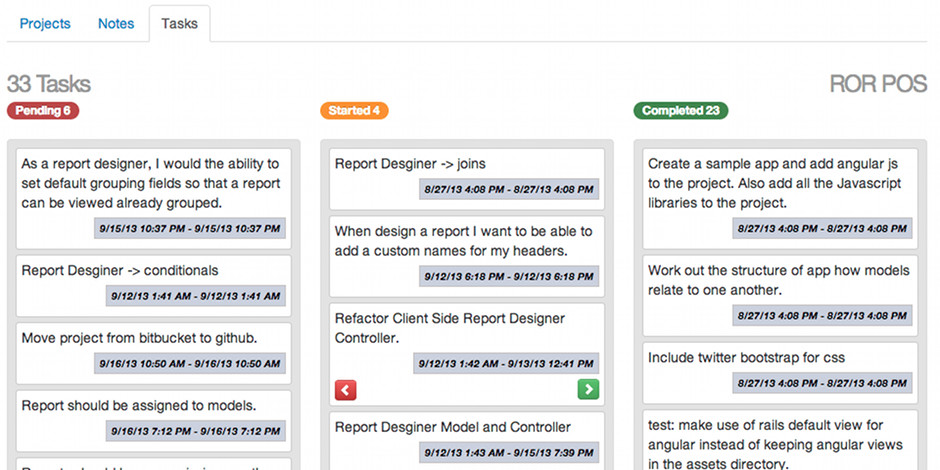 Projects
Notes
Tasks
33 Tasks
ROR POS
Pending 6
Started 4
Completed 23
As a report designer, I would the ability to
set default grouping fields so that a report
can be viewed already grouped.
9/15/13 10:37 PM - 9/15/13 10:37 PM
Report Desginer -> conditionals
9/12/13 1:41 AM - 9/12/13 1:41 AM
Move project from bitbucket to github.
9/16/13 10:50 AM - 9/16/13 10:50 AM
Report should be assigned to models.
9/16/13 7:12 PM - 9/16/13 7:12 PM
Report Desginer -> joins
8/27/13 4:08 PM - 8/27/13 4:08 PM
When design a report I want to be able to
add a custom names for my headers.
9/12/13 6:18 PM - 9/12/13 6:18 PM
Refactor Client Side Report Designer
Controller.
9/12/13 1:42 AM - 9/13/13 12:41 PM
Report Desginer Model and Controller
9/12/13 1:43 AM - 9/15/13 7:39 PM
Create a sample app and add angular js
to the project. Also add all the Javascript
libraries to the project.
8/27/13 4:08 PM - 8/27/13 4:08 PM
Work out the structure of app how models
relate to one another.
8/27/13 4:08 PM - 8/27/13 4:08 PM
Include twitter bootstrap for css
8/27/13 4:08 PM - 8/27/13 4:08 PM
test: make use of rails default view for
angular instead of keeping angular views
in the assets directory.